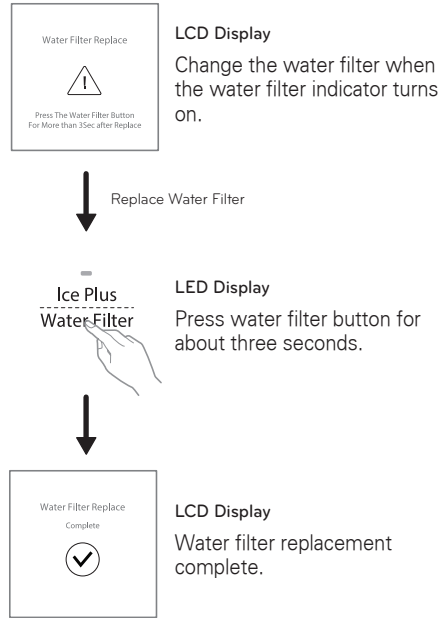 Water Filter Replace
Press The Water Filter Button
For More than 3Sec after Replace
LCD Display
Change the water filter when
the water filter indicator turns
on.
Replace Water Filter
Ice Plus
Water Filter
LED Display
Press water filter button for
about three seconds.
Water Filter Replace
Complete
LCD Display
Water filter replacement
complete.